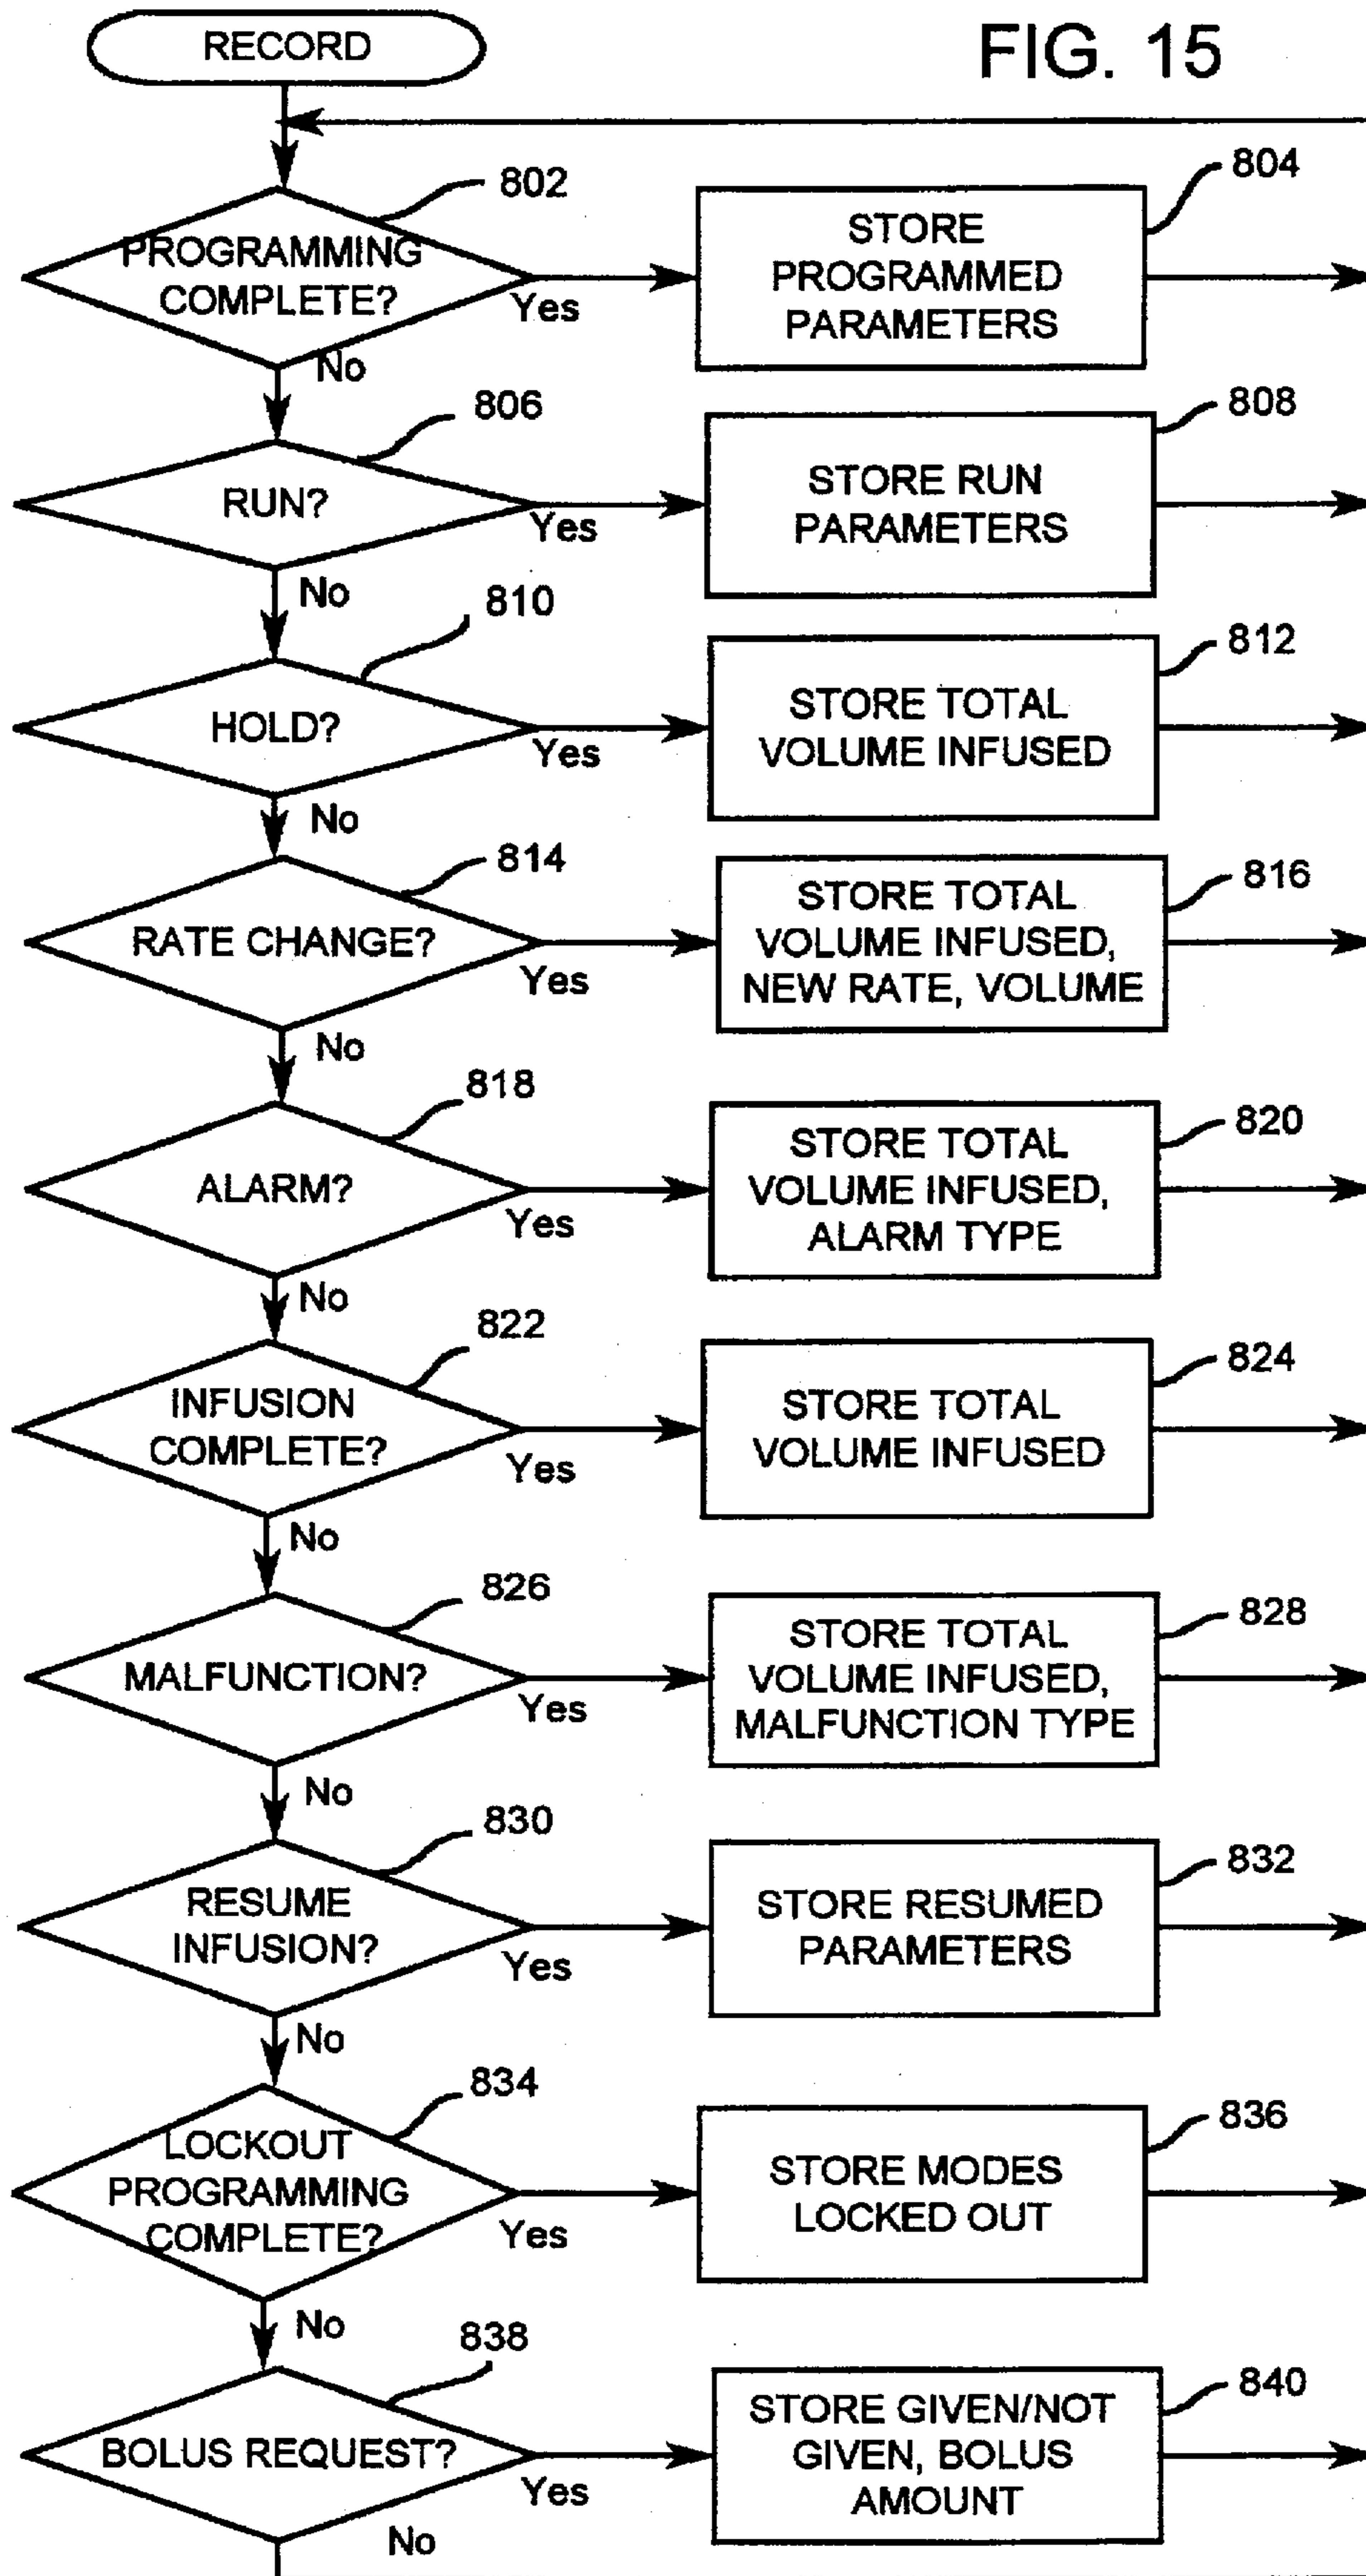 RECORD
FIG. 15
802
PROGRAMMING
COMPLETE?
Yes
No
804
STORE
PROGRAMMED
PARAMETERS
806
RUN?
Yes
No
808
STORE RUN
PARAMETERS
810
HOLD?
Yes
No
812
STORE TOTAL
VOLUME INFUSED
814
RATE CHANGE?
Yes
No
816
STORE TOTAL
VOLUME INFUSED,
NEW RATE, VOLUME
818
ALARM?
Yes
No
820
STORE TOTAL
VOLUME INFUSED,
ALARM TYPE
822
INFUSION
COMPLETE?
Yes
No
824
STORE TOTAL
VOLUME INFUSED
826
MALFUNCTION?
Yes
No
828
STORE TOTAL
VOLUME INFUSED,
MALFUNCTION TYPE
830
RESUME
INFUSION?
Yes
No
832
STORE RESUMED
PARAMETERS
834
LOCKOUT
PROGRAMMING
COMPLETE?
Yes
No
836
STORE MODES
LOCKED OUT
838
BOLUS REQUEST?
Yes
No
840
STORE GIVEN/NOT
GIVEN, BOLUS
AMOUNT